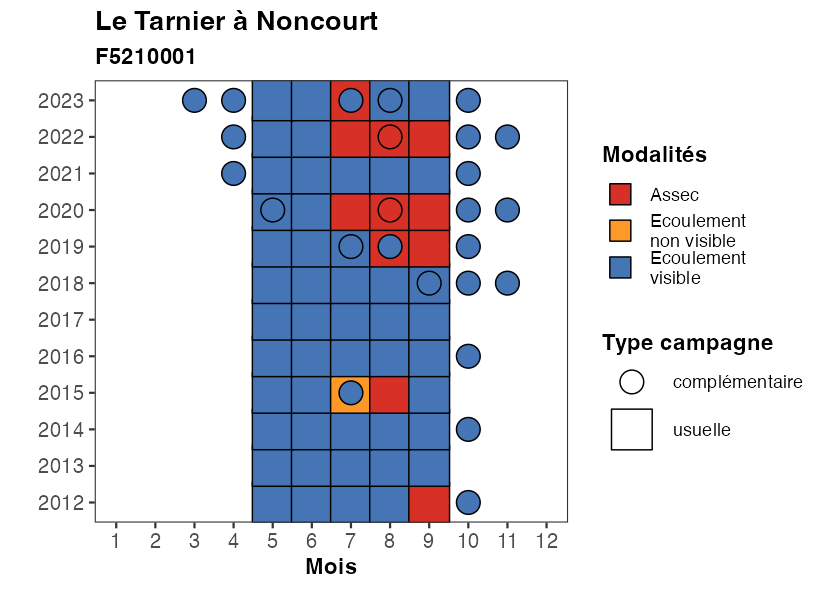 Le Tarnier à Noncourt
F5210001
2023
2022
2021
2020
2019
2018
2017
2016
2015
2014
2013
2012
1 2 3 4 5 6 7 8 9 10 11 12
Mois
Modalités
Assec
Ecoulement
non visible
Ecoulement
visible
Type campagne
complémentaire
usuelle